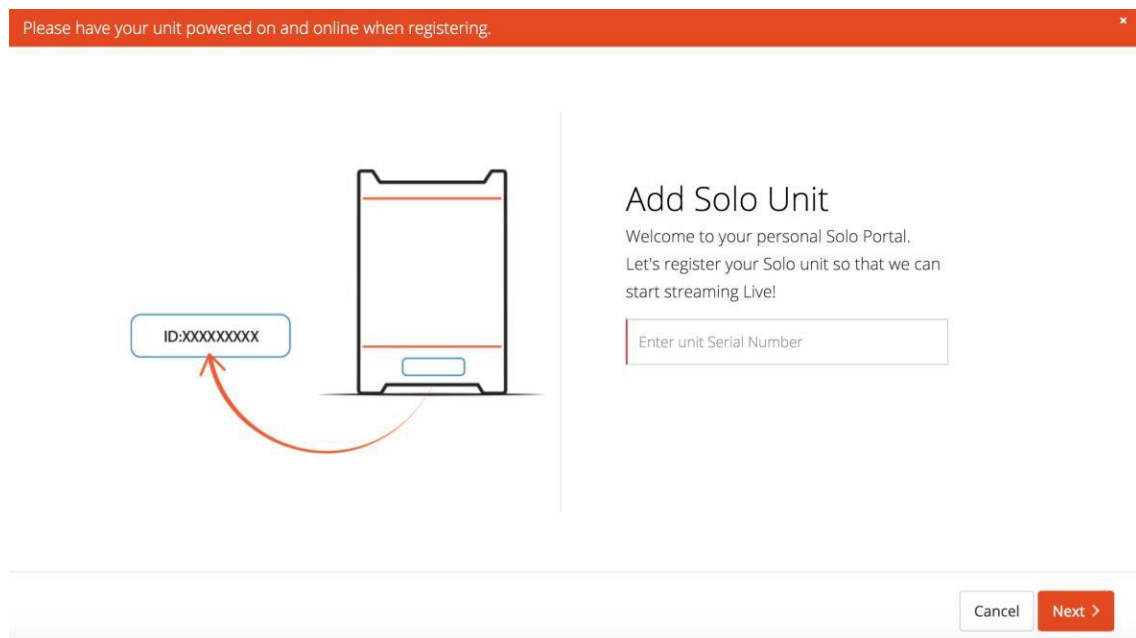 Please have your unit powered on and online when registering.
ID:XXXXXXXXX
Add Solo Unit
Welcome to your personal Solo Portal.
Let's register your Solo unit so that we can
start streaming Live!
Enter unit Serial Number
Cancel
Next >